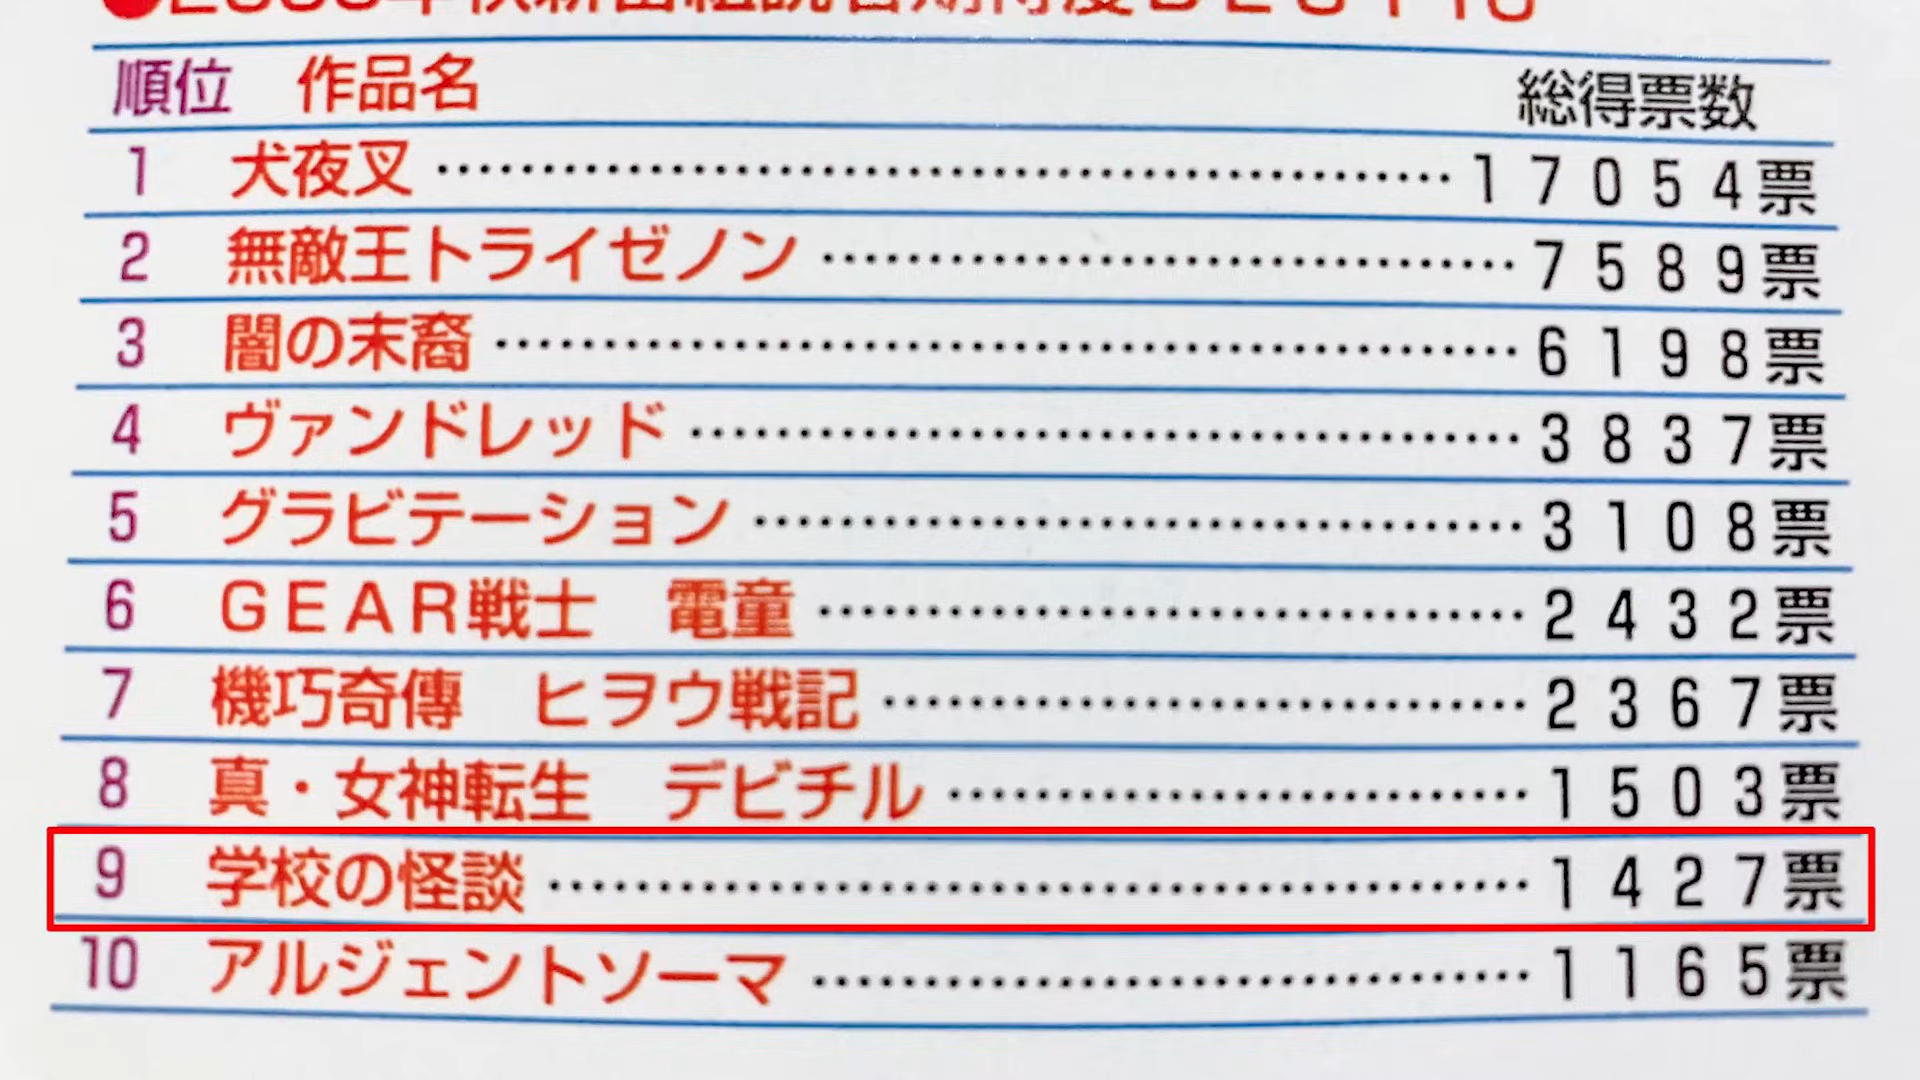 順位 作品名 総得票数
1 犬夜叉 ……………………………… 17054票
2 無敵王トライゼノン ……………………… 7589票
3 闇の末裔 ……………………………… 6198票
4 ヴァンドレッド ………………………… 3837票
5 グラビテーション ……………………… 3108票
6 GEAR戦士 電童 ……………………… 2432票
7 機巧奇傳 ヒヲウ戦記 …………………… 2367票
8 真・女神転生 デビチル ………………… 1503票
9 学校の怪談 …………………………… 1427票
10 アルジェントソーマ …………………… 1165票